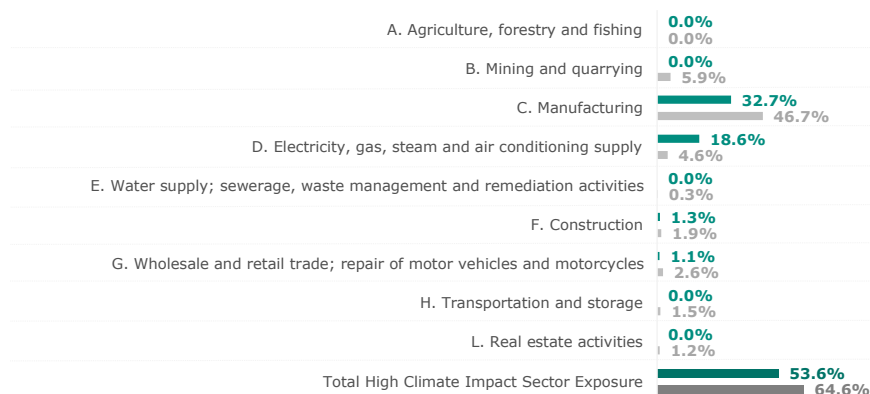 A. Agriculture, forestry and fishing
0.0%
0.0%
B. Mining and quarrying
0.0%
5.9%
C. Manufacturing
32.7%
46.7%
D. Electricity, gas, steam and air conditioning supply
18.6%
4.6%
E. Water supply; sewerage, waste management and remediation activities
0.0%
0.3%
F. Construction
1.3%
1.9%
G. Wholesale and retail trade; repair of motor vehicles and motorcycles
1.1%
2.6%
H. Transportation and storage
0.0%
1.5%
L. Real estate activities
0.0%
1.2%
Total High Climate Impact Sector Exposure
53.6%
64.6%